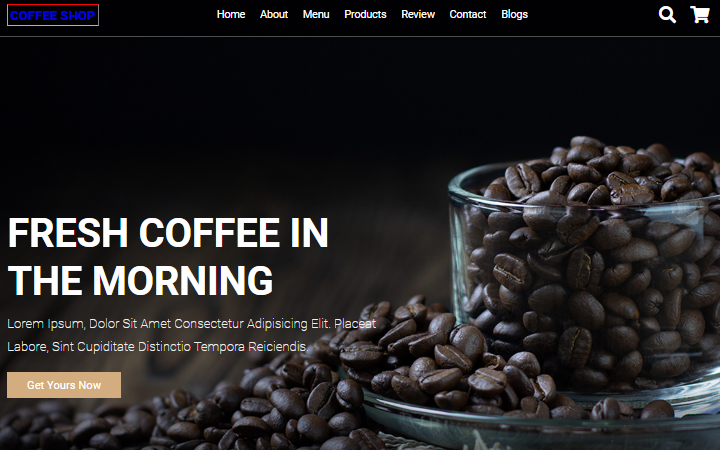 COFFEE SHOP
Home About Menu Products Review Contact Blogs
FRESH COFFEE IN
THE MORNING
Lorem Ipsum, Dolor Sit Amet Consectetur Adipisicing Elit. Placeat
Labore, Sint Cupiditate Distinctio Tempora Reiciendis.
Get Yours Now